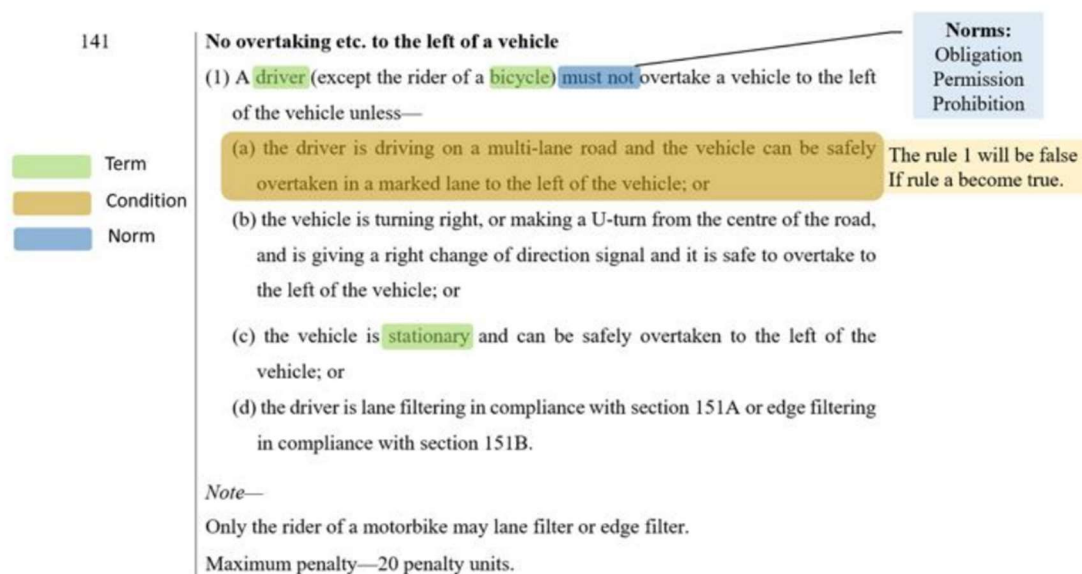 141
No overtaking etc. to the left of a vehicle
(1) A driver (except the rider of a bicycle) must not overtake a vehicle to the left
of the vehicle unless—
(a) the driver is driving on a multi-lane road and the vehicle can be safely
overtaken in a marked lane to the left of the vehicle; or
(b) the vehicle is turning right, or making a U-turn from the centre of the road,
and is giving a right change of direction signal and it is safe to overtake to
the left of the vehicle; or
(c) the vehicle is stationary and can be safely overtaken to the left of the
vehicle; or
(d) the driver is lane filtering in compliance with section 151A or edge filtering
in compliance with section 151B.
Note—
Only the rider of a motorbike may lane filter or edge filter.
Maximum penalty—20 penalty units.
Term
Condition
Norm
Norms:
Obligation
Permission
Prohibition
The rule 1 will be false
If rule a become true.